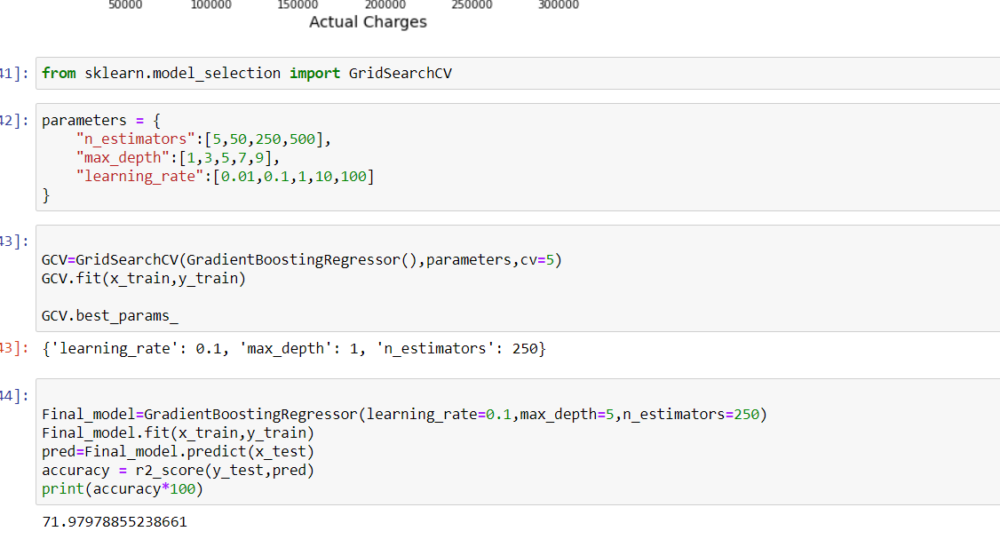 50000 100000 150000 200000 250000 300000
Actual Charges
41]: from sklearn.model_selection import GridSearchCV
42]: parameters = {
    "n_estimators":[5,50,250,500],
    "max_depth":[1,3,5,7,9],
    "learning_rate":[0.01,0.1,1,10,100]
}
43]:
GCV=GridSearchCV(GradientBoostingRegressor(),parameters,cv=5)
GCV.fit(x_train,y_train)
GCV.best_params_
43]: {'learning_rate': 0.1, 'max_depth': 1, 'n_estimators': 250}
44]:
Final_model=GradientBoostingRegressor(learning_rate=0.1,max_depth=5,n_estimators=250)
Final_model.fit(x_train,y_train)
pred=Final_model.predict(x_test)
accuracy = r2_score(y_test,pred)
print(accuracy*100)
71.97978855238661